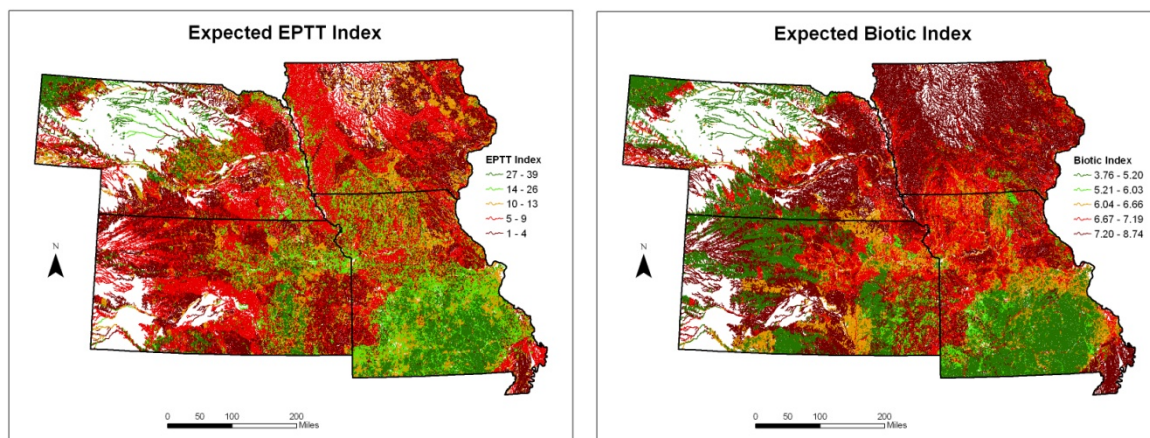 Expected EPTT Index
EPTT Index
27 - 39
14 - 26
10 - 13
5 - 9
1 - 4
N
0 50 100 200
Miles
Expected Biotic Index
Biotic Index
3.76 - 5.20
5.21 - 6.03
6.04 - 6.66
6.67 - 7.19
7.20 - 8.74
N
0 50 100 200
Miles